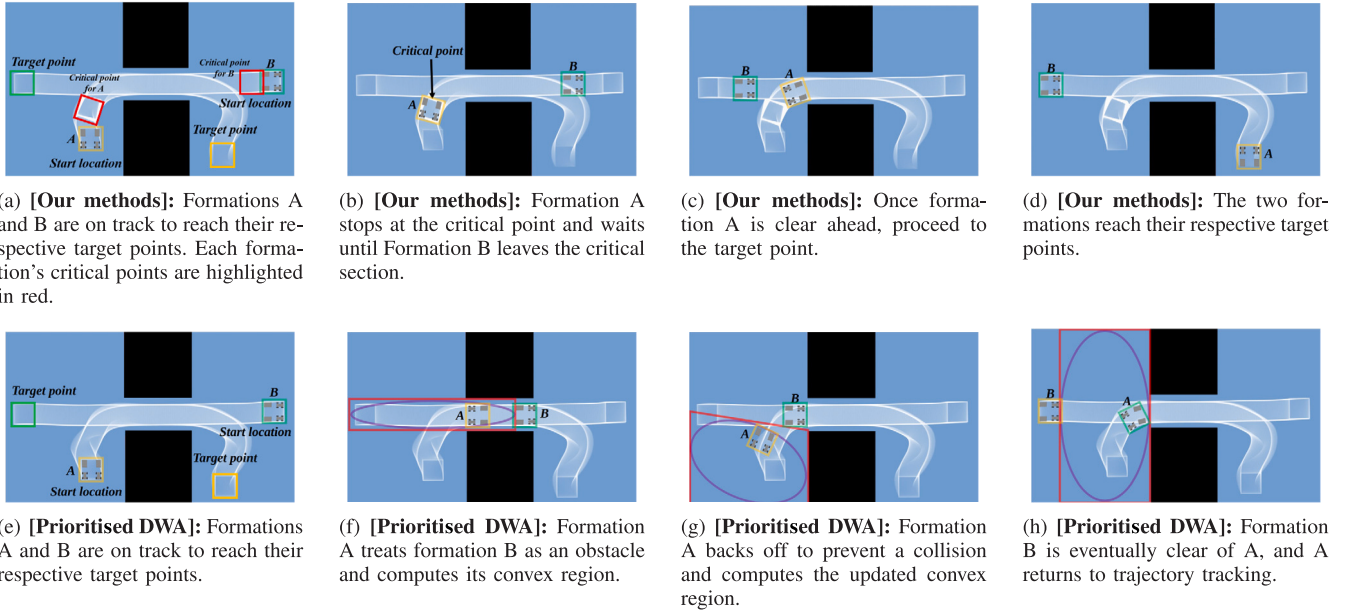 Target point
Critical point
for A
Critical point
for B
B
Start location
A
Target point
Start location
Critical point
A
B
B
A
B
A
(a) [Our methods]: Formations A
and B are on track to reach their re-
spective target points. Each forma-
tion's critical points are highlighted
in red.
(b) [Our methods]: Formation A
stops at the critical point and waits
until Formation B leaves the critical
section.
(c) [Our methods]: Once forma-
tion A is clear ahead, proceed to
the target point.
(d) [Our methods]: The two for-
mations reach their respective target
points.
Target point
B
Start location
A
Target point
Start location
A
B
A
B
B
A
(e) [Prioritised DWA]: Formations
A and B are on track to reach their
respective target points.
(f) [Prioritised DWA]: Formation
A treats formation B as an obstacle
and computes its convex region.
(g) [Prioritised DWA]: Formation
A backs off to prevent a collision
and computes the updated convex
region.
(h) [Prioritised DWA]: Formation
B is eventually clear of A, and A
returns to trajectory tracking.